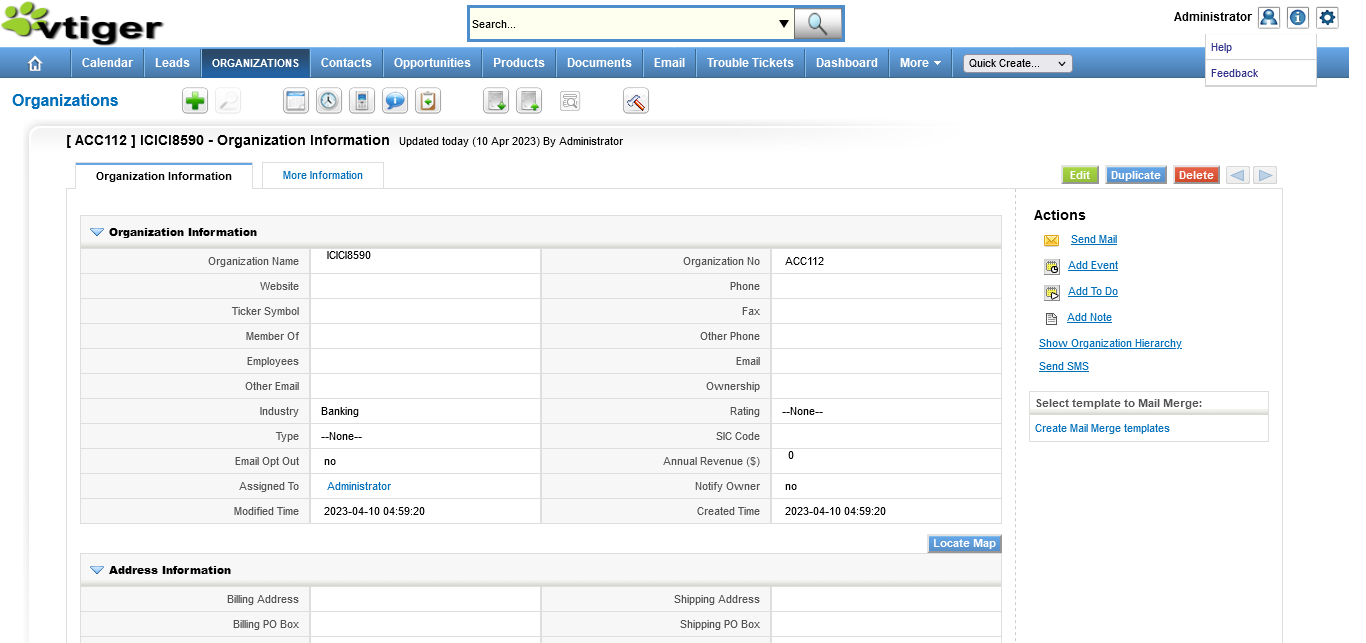 vtiger
Search...
Administrator
Help
Feedback
Calendar Leads ORGANIZATIONS Contacts Opportunities Products Documents Email Trouble Tickets Dashboard More Quick Create...
Organizations
[ ACC112 ] ICICI8590 - Organization Information Updated today (10 Apr 2023) By Administrator
Organization Information More Information
Edit Duplicate Delete
Organization Information
Organization Name ICICI8590 Organization No ACC112
Website Phone
Ticker Symbol Fax
Member Of Other Phone
Employees Email
Other Email Ownership
Industry Banking Rating --None--
Type --None-- SIC Code
Email Opt Out no Annual Revenue ($) 0
Assigned To Administrator Notify Owner no
Modified Time 2023-04-10 04:59:20 Created Time 2023-04-10 04:59:20
Locate Map
Address Information
Billing Address Shipping Address
Billing PO Box Shipping PO Box
Actions
Send Mail
Add Event
Add To Do
Add Note
Show Organization Hierarchy
Send SMS
Select template to Mail Merge:
Create Mail Merge templates